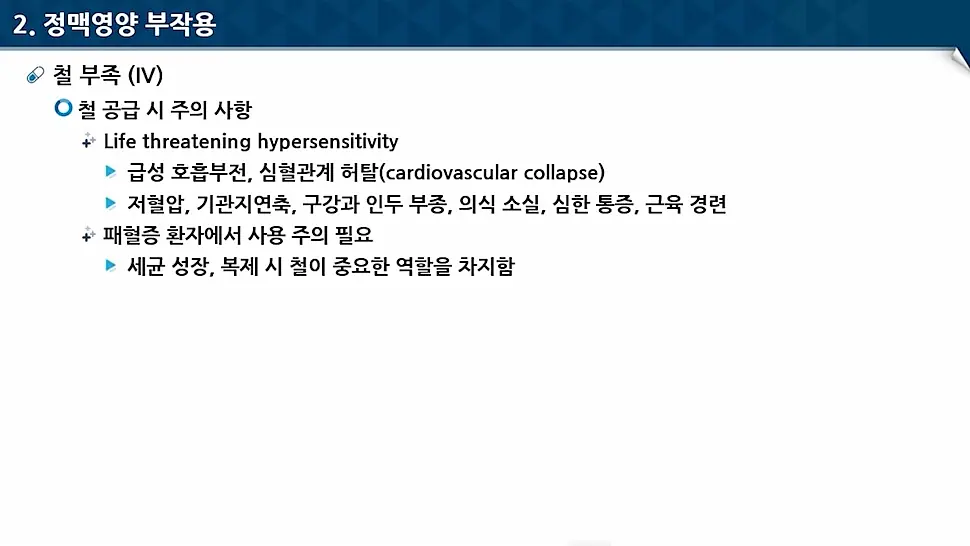 2. 정맥영양 부작용
철 부족 (IV)
철 공급 시 주의 사항
Life threatening hypersensitivity
급성 호흡부전, 심혈관계 허탈(cardiovascular collapse)
저혈압, 기관지연축, 구강과 인두 부종, 의식 소실, 심한 통증, 근육 경련
패혈증 환자에서 사용 주의 필요
세균 성장, 복제 시 철이 중요한 역할을 차지함